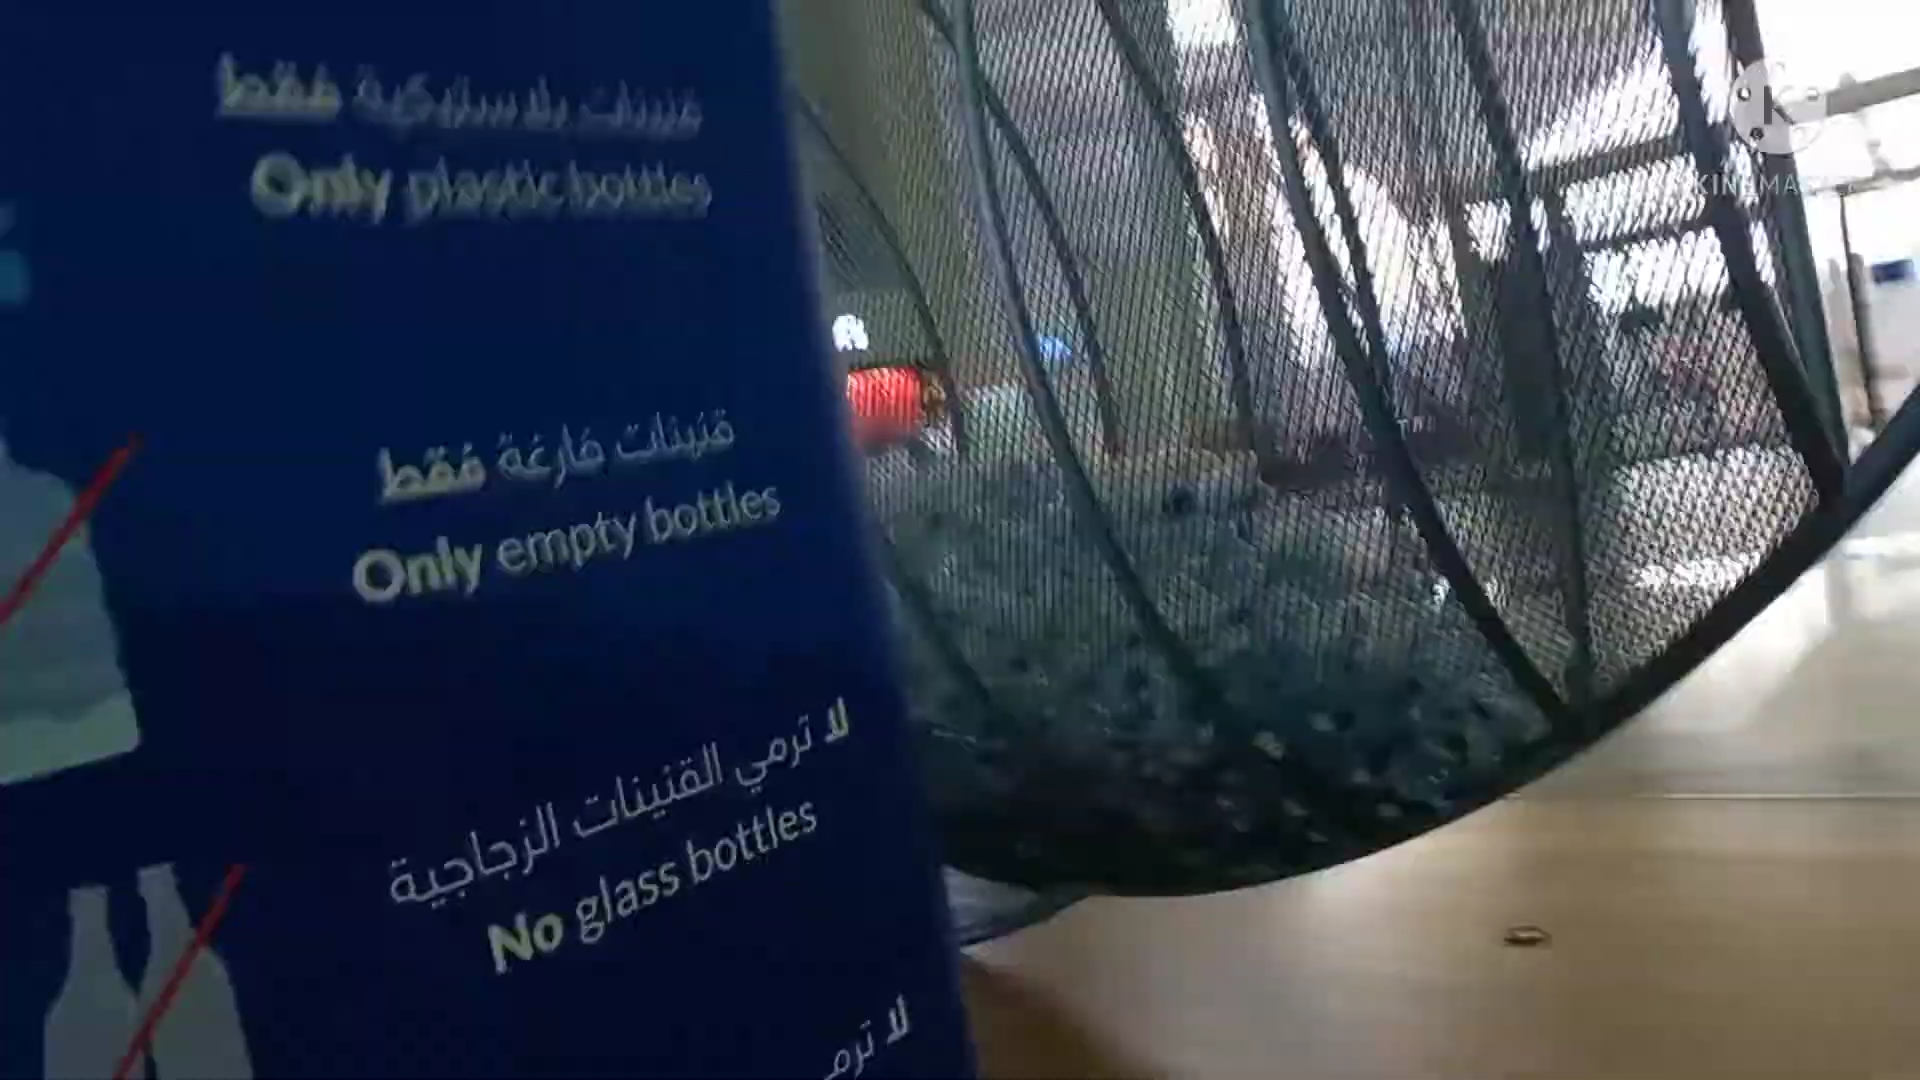 قنينات بلاستيكية فقط
Only plastic bottles
قنينات فارغة فقط
Only empty bottles
لا ترمي القنينات الزجاجية
No glass bottles
لا ترمي
KINEMASTER